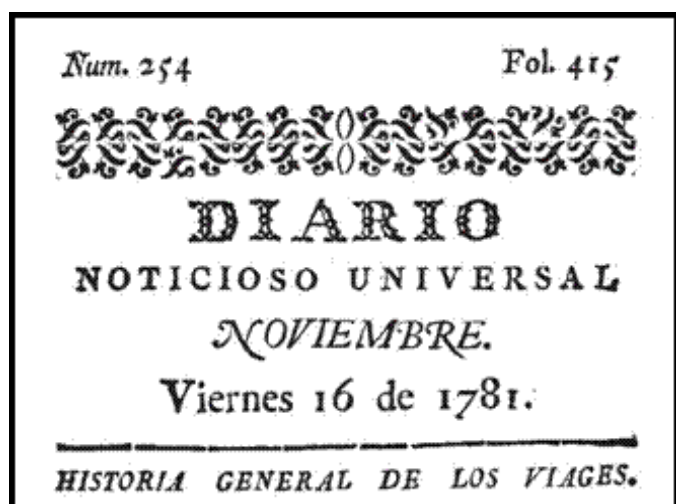 Num. 254 Fol. 415
DIARIO
NOTICIOSO UNIVERSAL
NOVIEMBRE.
Viernes 16 de 1781.
HISTORIA GENERAL DE LOS VIAGES.